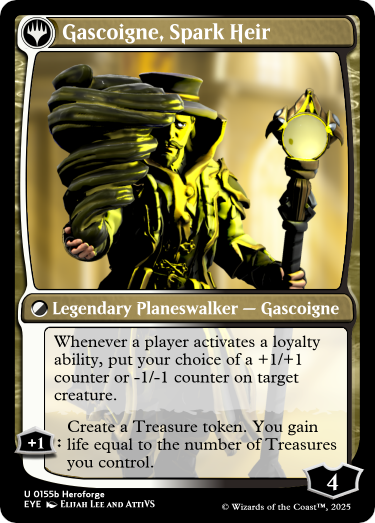 Gascoigne, Spark Heir
Legendary Planeswalker — Gascoigne
Whenever a player activates a loyalty
ability, put your choice of a +1/+1
counter or -1/-1 counter on target
creature.
+1 : Create a Treasure token. You gain
life equal to the number of Treasures
you control.
4
U 0155b Heroforge
EYE Elijah Lee and AttiVS
© Wizards of the Coast™, 2025